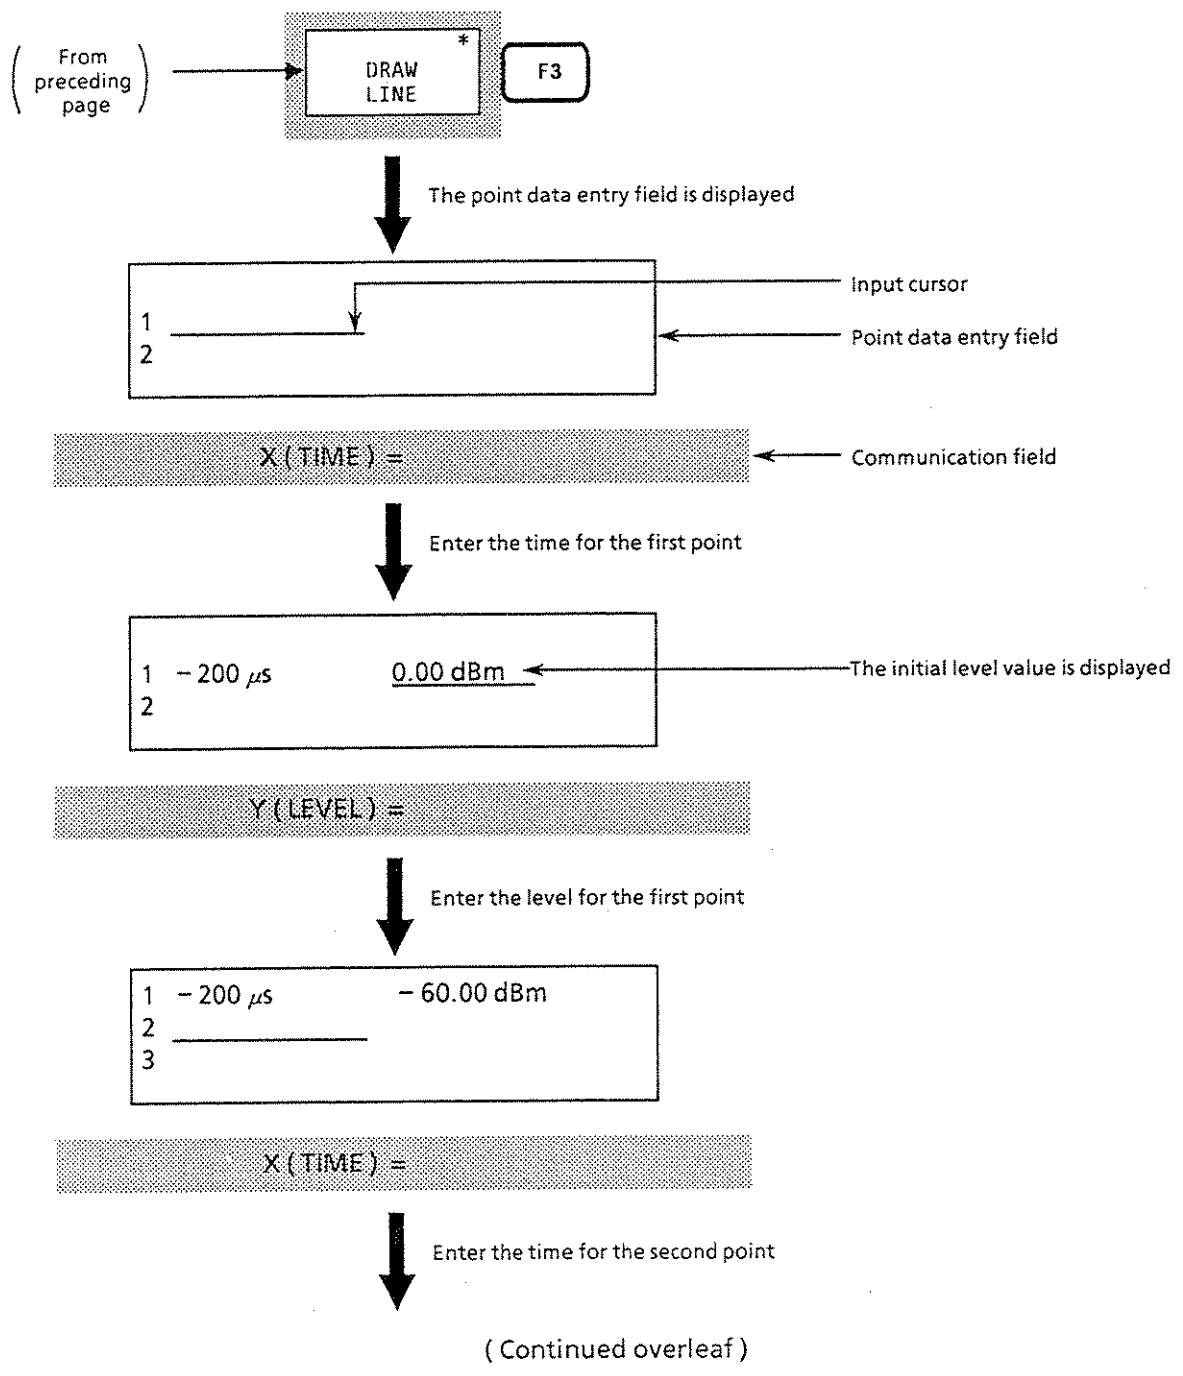 ( From preceding page )
*
DRAW
LINE
F3
The point data entry field is displayed
Input cursor
1
2
Point data entry field
X ( TIME ) =
Communication field
Enter the time for the first point
1 – 200 μs 0.00 dBm
The initial level value is displayed
2
Y ( LEVEL ) =
Enter the level for the first point
1 – 200 μs – 60.00 dBm
2
3
X ( TIME ) =
Enter the time for the second point
( Continued overleaf )